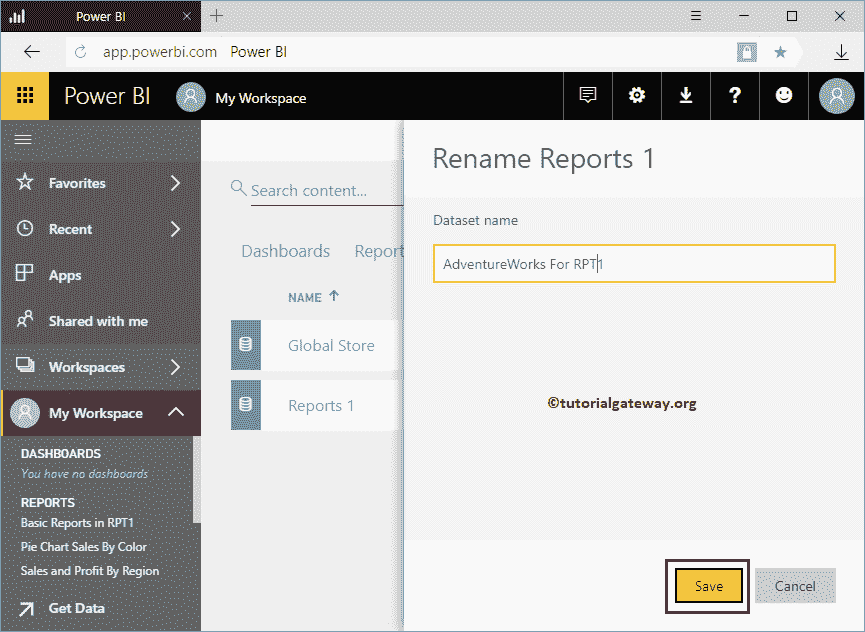 Power BI
app.powerbi.com Power BI
Power BI My Workspace
Favorites
Recent
Apps
Shared with me
Workspaces
My Workspace
DASHBOARDS
You have no dashboards
REPORTS
Basic Reports in RPT1
Pie Chart Sales By Color
Sales and Profit By Region
Get Data
Search content...
Dashboards Report
NAME
Global Store
Reports 1
Rename Reports 1
Dataset name
AdventureWorks For RPT1
©tutorialgateway.org
Save Cancel